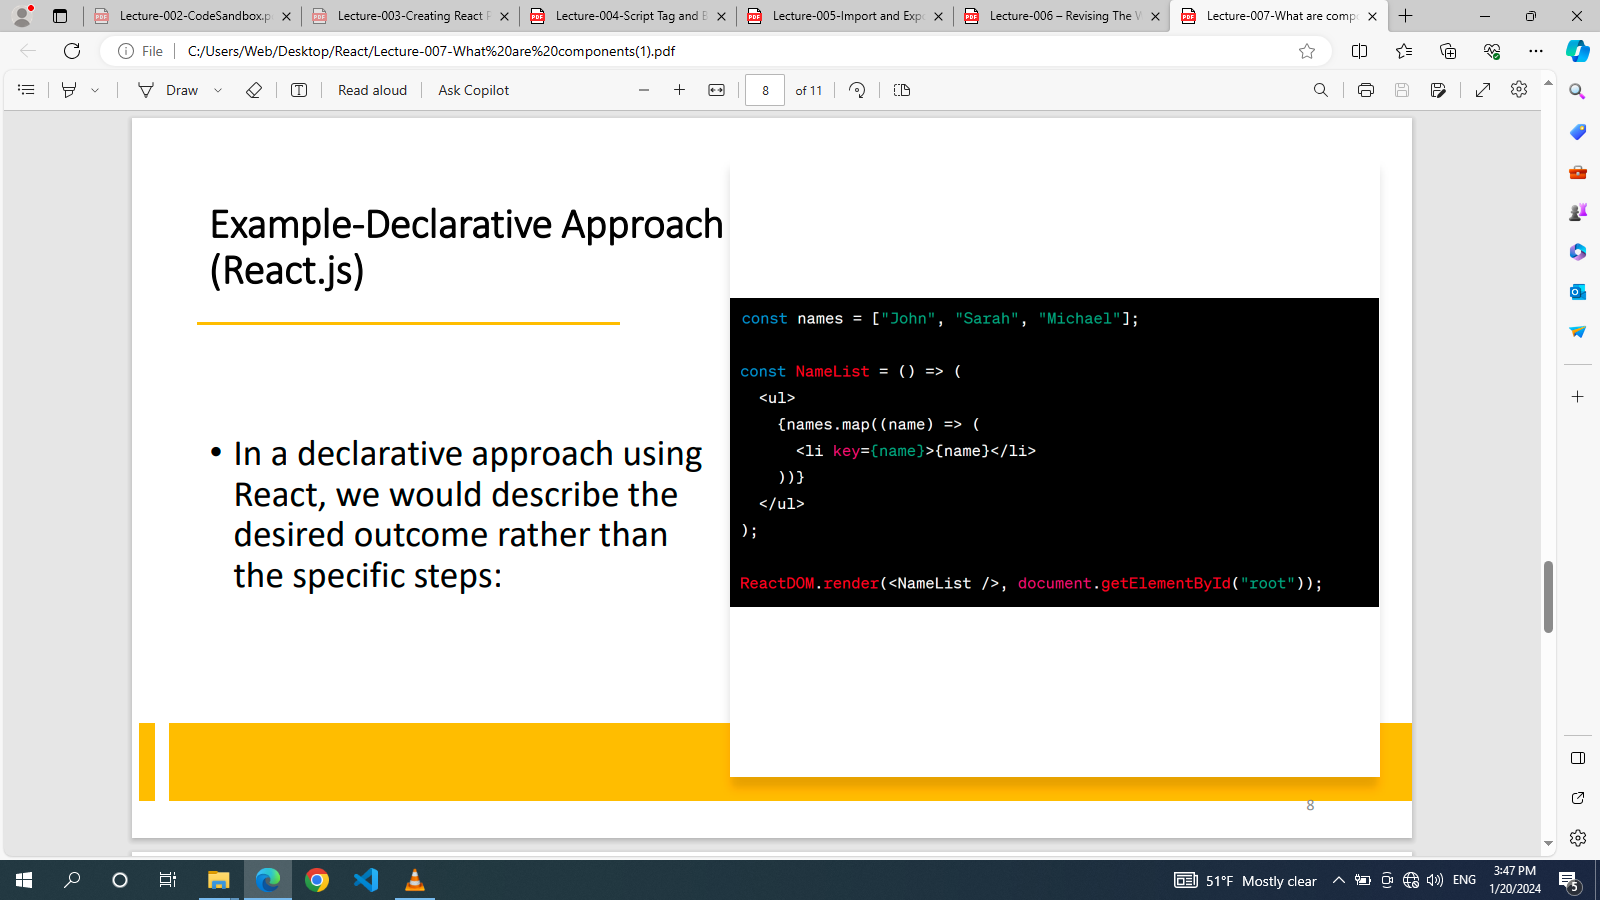 Lecture-002-CodeSandbox.p
Lecture-003-Creating React P
Lecture-004-Script Tag and B
Lecture-005-Import and Exp
Lecture-006 – Revising The W
Lecture-007-What are comp
File
C:/Users/Web/Desktop/React/Lecture-007-What%20are%20components(1).pdf
Draw
Read aloud
Ask Copilot
8
of 11
Example-Declarative Approach
(React.js)
• In a declarative approach using
React, we would describe the
desired outcome rather than
the specific steps:
const names = ["John", "Sarah", "Michael"];
const NameList = () => (
<ul>
{names.map((name) => (
<li key={name}>{name}</li>
))}
</ul>
);
ReactDOM.render(<NameList />, document.getElementById("root"));
8
51°F Mostly clear
ENG
3:47 PM
1/20/2024
5